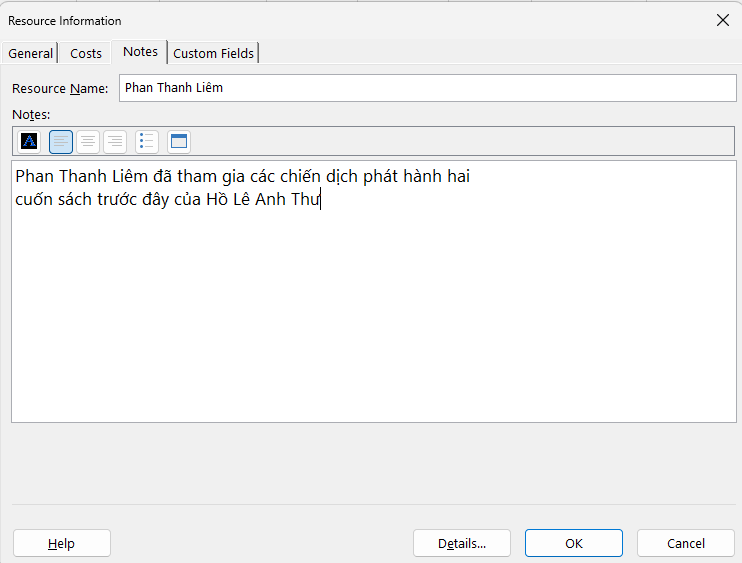 Resource Information
General
Costs
Notes
Custom Fields
Resource Name:
Phan Thanh Liêm
Notes:
A
Phan Thanh Liêm đã tham gia các chiến dịch phát hành hai
cuốn sách trước đây của Hồ Lê Anh Thư
Help
Details...
OK
Cancel